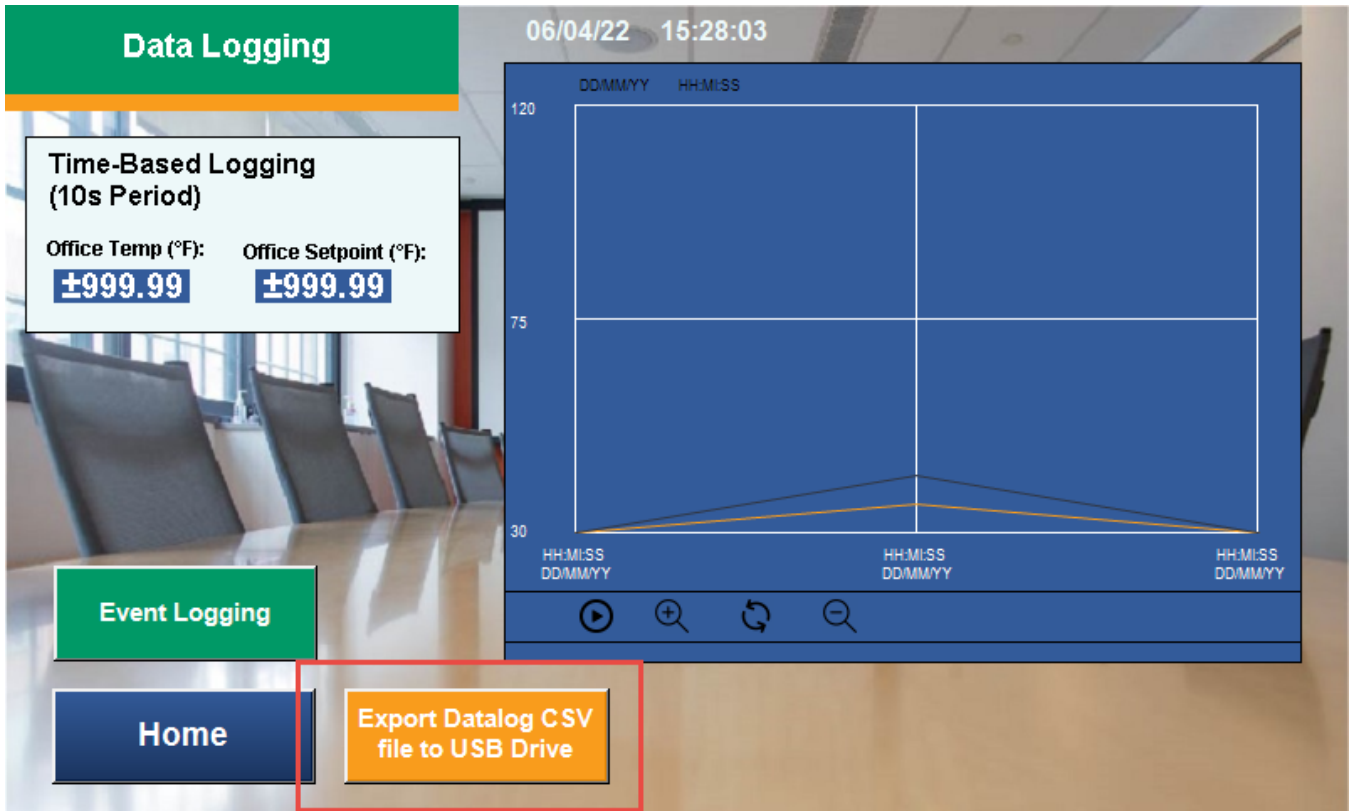 Data Logging
06/04/22 15:28:03
Time-Based Logging
(10s Period)
Office Temp (°F):
Office Setpoint (°F):
±999.99
±999.99
DD/MM/YY HH:MI:SS
120
75
30
HH:MI:SS
DD/MM/YY
HH:MI:SS
DD/MM/YY
HH:MI:SS
DD/MM/YY
Event Logging
Home
Export Datalog CSV
file to USB Drive